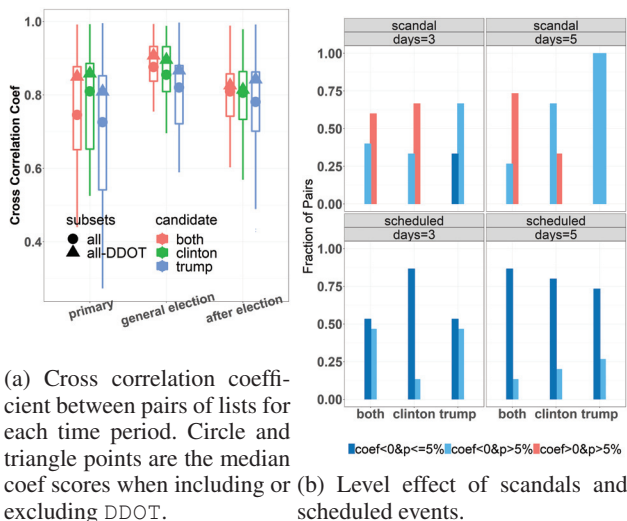 1.0
0.8
0.6
0.4
Cross Correlation Coef
subsets
all
all-DDOT
candidate
both
clinton
trump
primary
general election
after election
(a) Cross correlation coeffi-
cient between pairs of lists for
each time period. Circle and
triangle points are the median
coef scores when including or
excluding DDOT.
scandal
days=3
scandal
days=5
1.00
0.75
0.50
0.25
0.00
Fraction of Pairs
scheduled
days=3
scheduled
days=5
1.00
0.75
0.50
0.25
0.00
both clinton trump
both clinton trump
coef<0&p<=5% coef<0&p>5% coef>0&p>5%
(b) Level effect of scandals and
scheduled events.